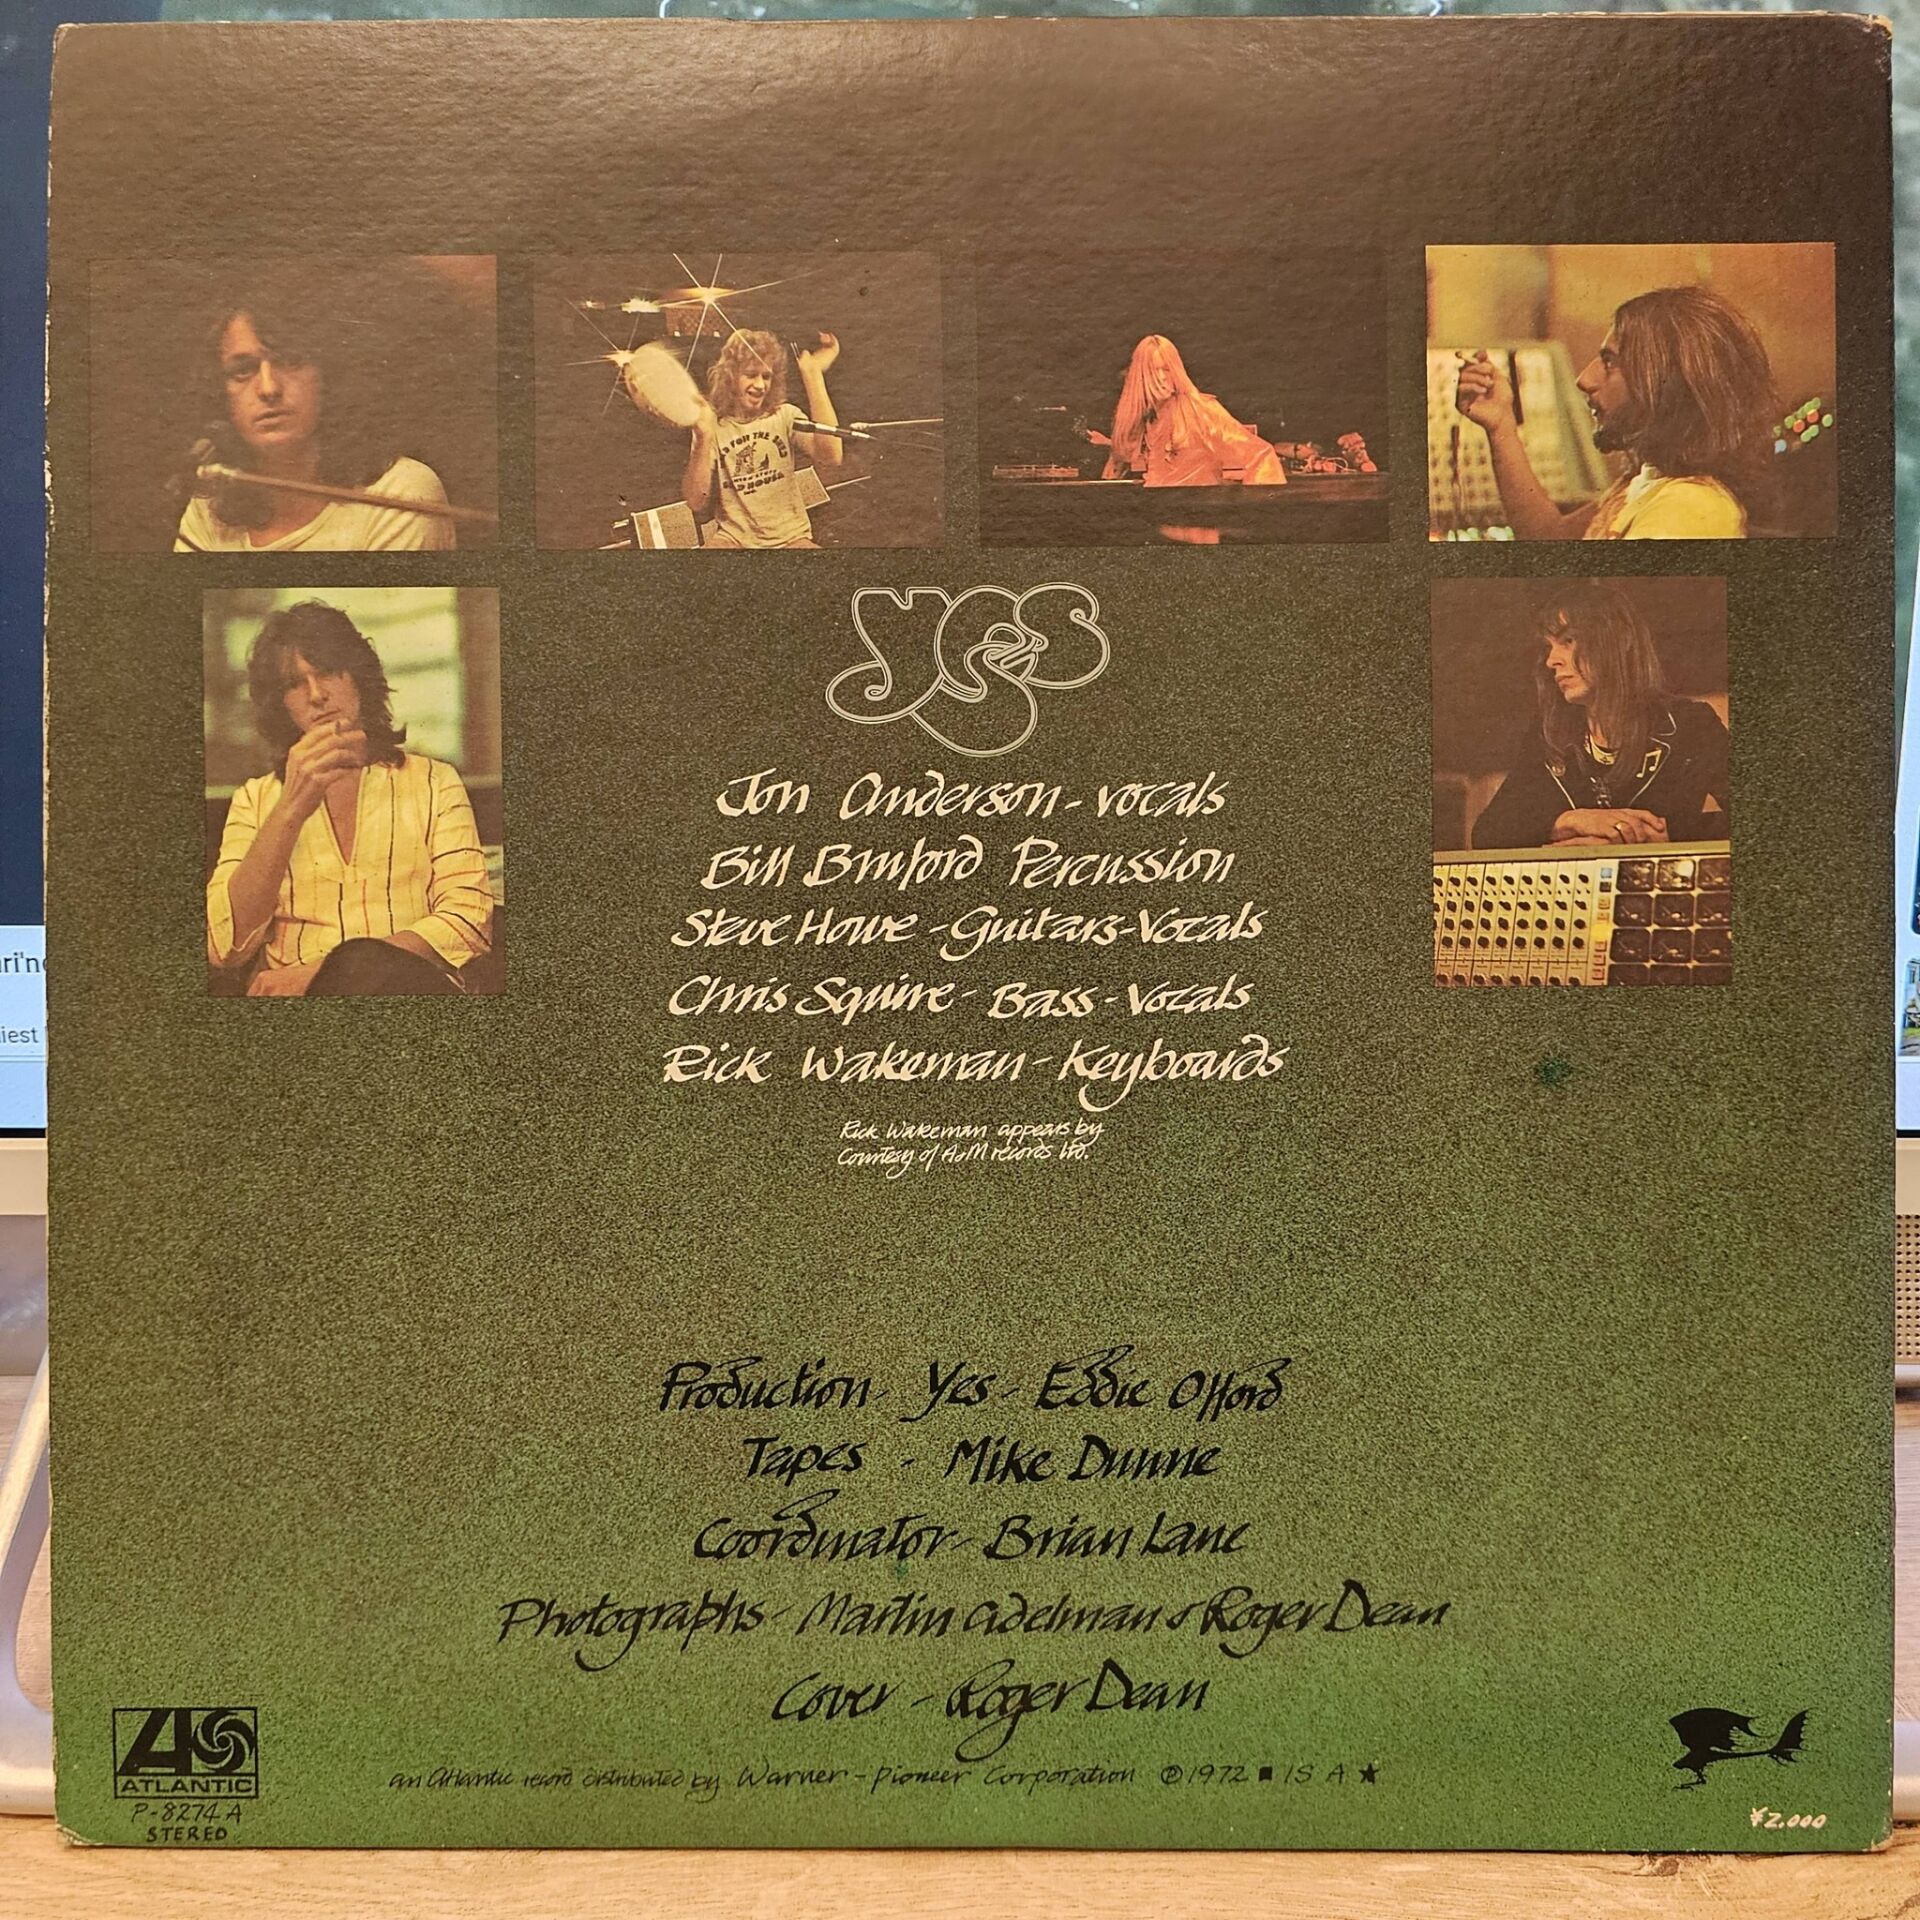 YES
Jon Anderson - vocals
Bill Bruford Percussion
Steve Howe - Guitars - Vocals
Chris Squire - Bass - Vocals
Rick Wakeman - Keyboards
Rick Wakeman appears by
Courtesy of A&M records ltd.
Production - Yes - Eddie Offord
Tapes - Mike Dunne
Coordinator - Brian Lane
Photographs - Martin Adelman & Roger Dean
Cover - Roger Dean
an Atlantic record distributed by Warner - Pioneer Corporation ℗1972 ■ IS A ★
ATLANTIC
P-8274A
STEREO
¥2.000